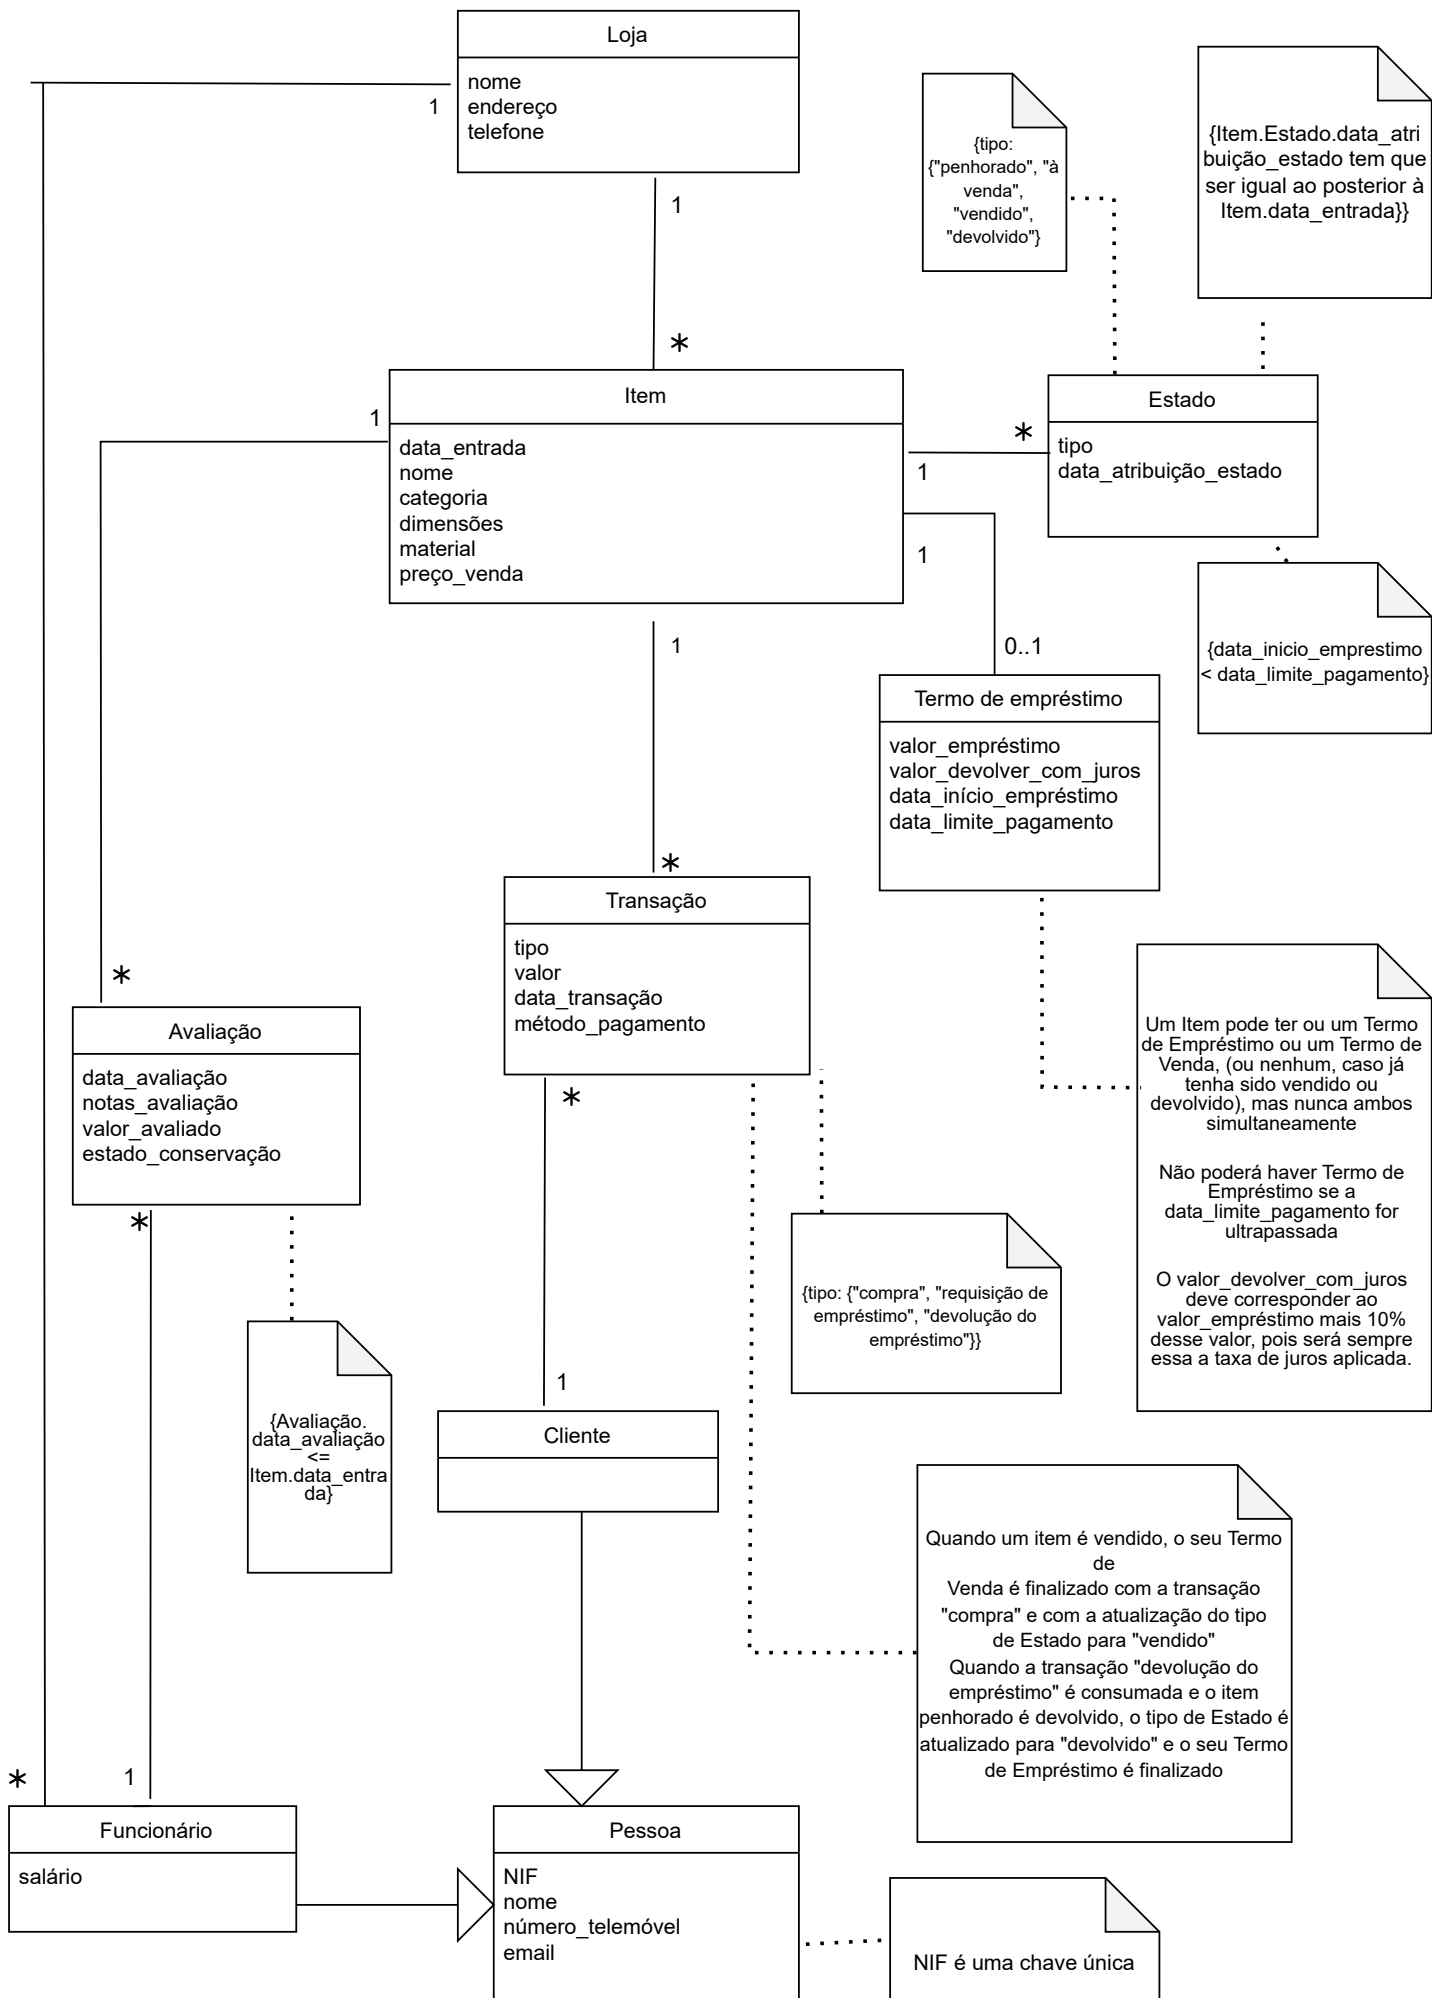 Loja
nome
endereço
telefone
1
1
*
{tipo:
{"penhorado", "à
venda",
"vendido",
"devolvido"}
{Item.Estado.data_atri
buição_estado tem que
ser igual ao posterior à
Item.data_entrada}}
Item
data_entrada
nome
categoria
dimensões
material
preço_venda
1
*
1
1
1
Estado
tipo
data_atribuição_estado
{data_inicio_emprestimo
< data_limite_pagamento}
0..1
Termo de empréstimo
valor_empréstimo
valor_devolver_com_juros
data_início_empréstimo
data_limite_pagamento
*
Transação
tipo
valor
data_transação
método_pagamento
*
*
Avaliação
data_avaliação
notas_avaliação
valor_avaliado
estado_conservação
*
Um Item pode ter ou um Termo
de Empréstimo ou um Termo de
Venda, (ou nenhum, caso já
tenha sido vendido ou
devolvido), mas nunca ambos
simultaneamente
Não poderá haver Termo de
Empréstimo se a
data_limite_pagamento for
ultrapassada
O valor_devolver_com_juros
deve corresponder ao
valor_empréstimo mais 10%
desse valor, pois será sempre
essa a taxa de juros aplicada.
{tipo: {"compra", "requisição de
empréstimo", "devolução do
empréstimo"}}
{Avaliação.
data_avaliação
<=
Item.data_entra
da}
1
Cliente
Quando um item é vendido, o seu Termo
de
Venda é finalizado com a transação
"compra" e com a atualização do tipo
de Estado para "vendido"
Quando a transação "devolução do
empréstimo" é consumada e o item
penhorado é devolvido, o tipo de Estado é
atualizado para "devolvido" e o seu Termo
de Empréstimo é finalizado
*
1
Funcionário
salário
Pessoa
NIF
nome
número_telemóvel
email
NIF é uma chave única